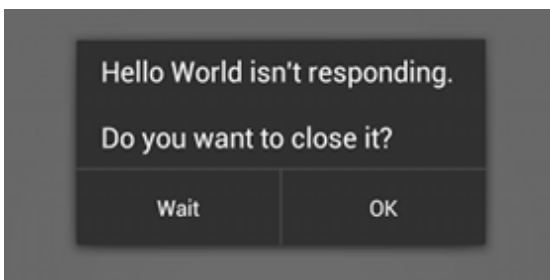 Hello World isn't responding.
Do you want to close it?
Wait
OK